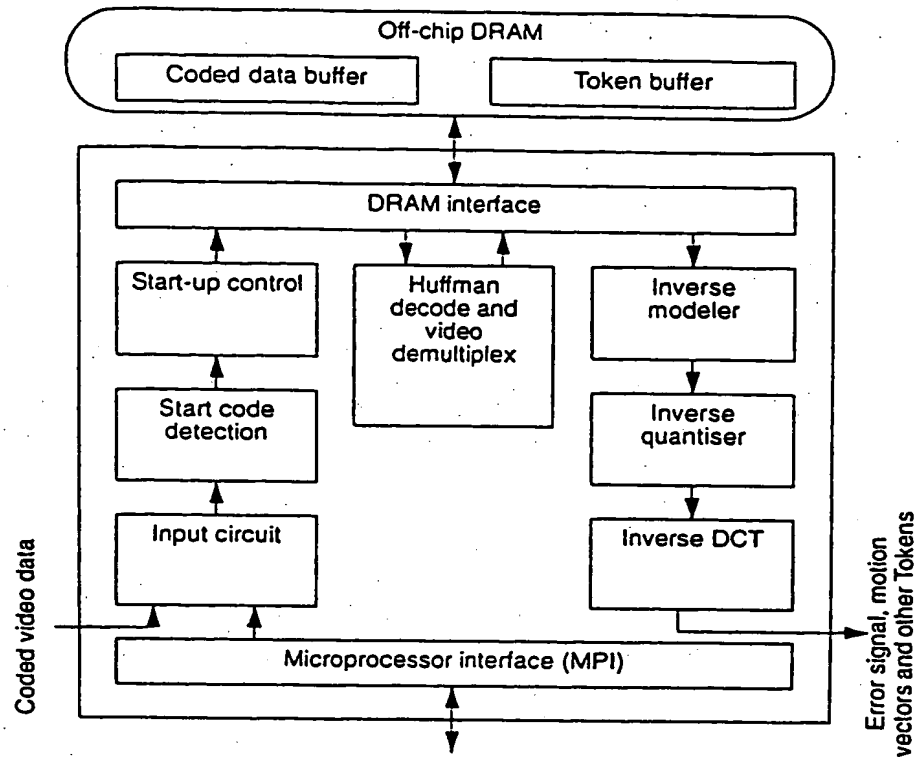 Off-chip DRAM
Coded data buffer
Token buffer
DRAM interface
Start-up control
Huffman
decode and
video
demultiplex
Inverse
modeler
Start code
detection
Inverse
quantiser
Input circuit
Inverse DCT
Coded video data
Microprocessor interface (MPI)
Error signal, motion
vectors and other Tokens